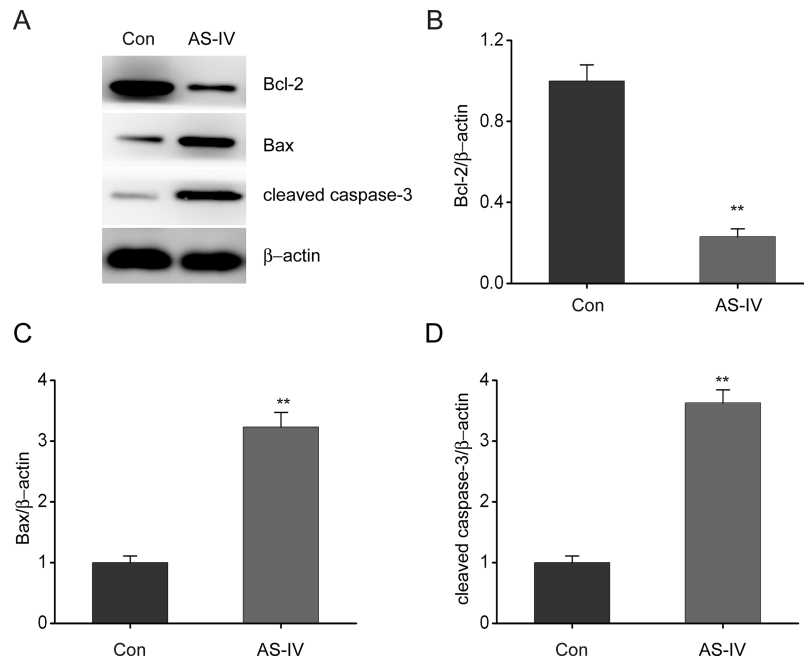 A
Con AS-IV
Bcl-2
Bax
cleaved caspase-3
β–actin
B
Bcl-2/β–actin
1.2
0.8
0.4
0.0
**
Con AS-IV
C
Bax/β–actin
4
3
2
1
0
**
Con AS-IV
D
cleaved caspase-3/β–actin
4
3
2
1
0
**
Con AS-IV